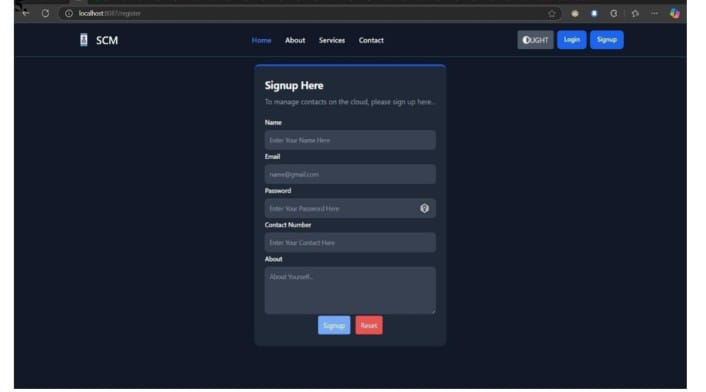 localhost:8087/register
SCM
Home About Services Contact
LIGHT Login Signup
Signup Here
To manage contacts on the cloud, please sign up here...
Name
Enter Your Name Here
Email
name@gmail.com
Password
Enter Your Password Here
Contact Number
Enter Your Contact Here
About
About Yourself...
Signup Reset